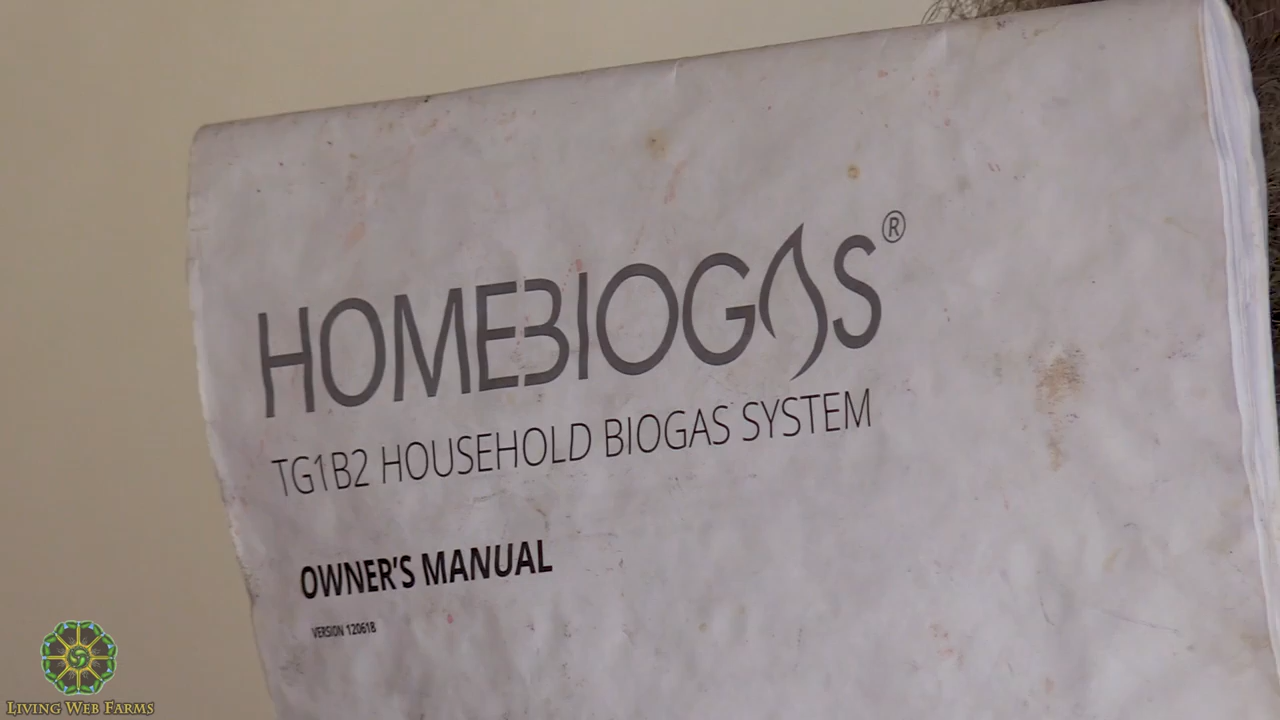 HOMEBIOGAS®
TG1B2 HOUSEHOLD BIOGAS SYSTEM
OWNER'S MANUAL
VERSION 120618
LIVING WEB FARMS